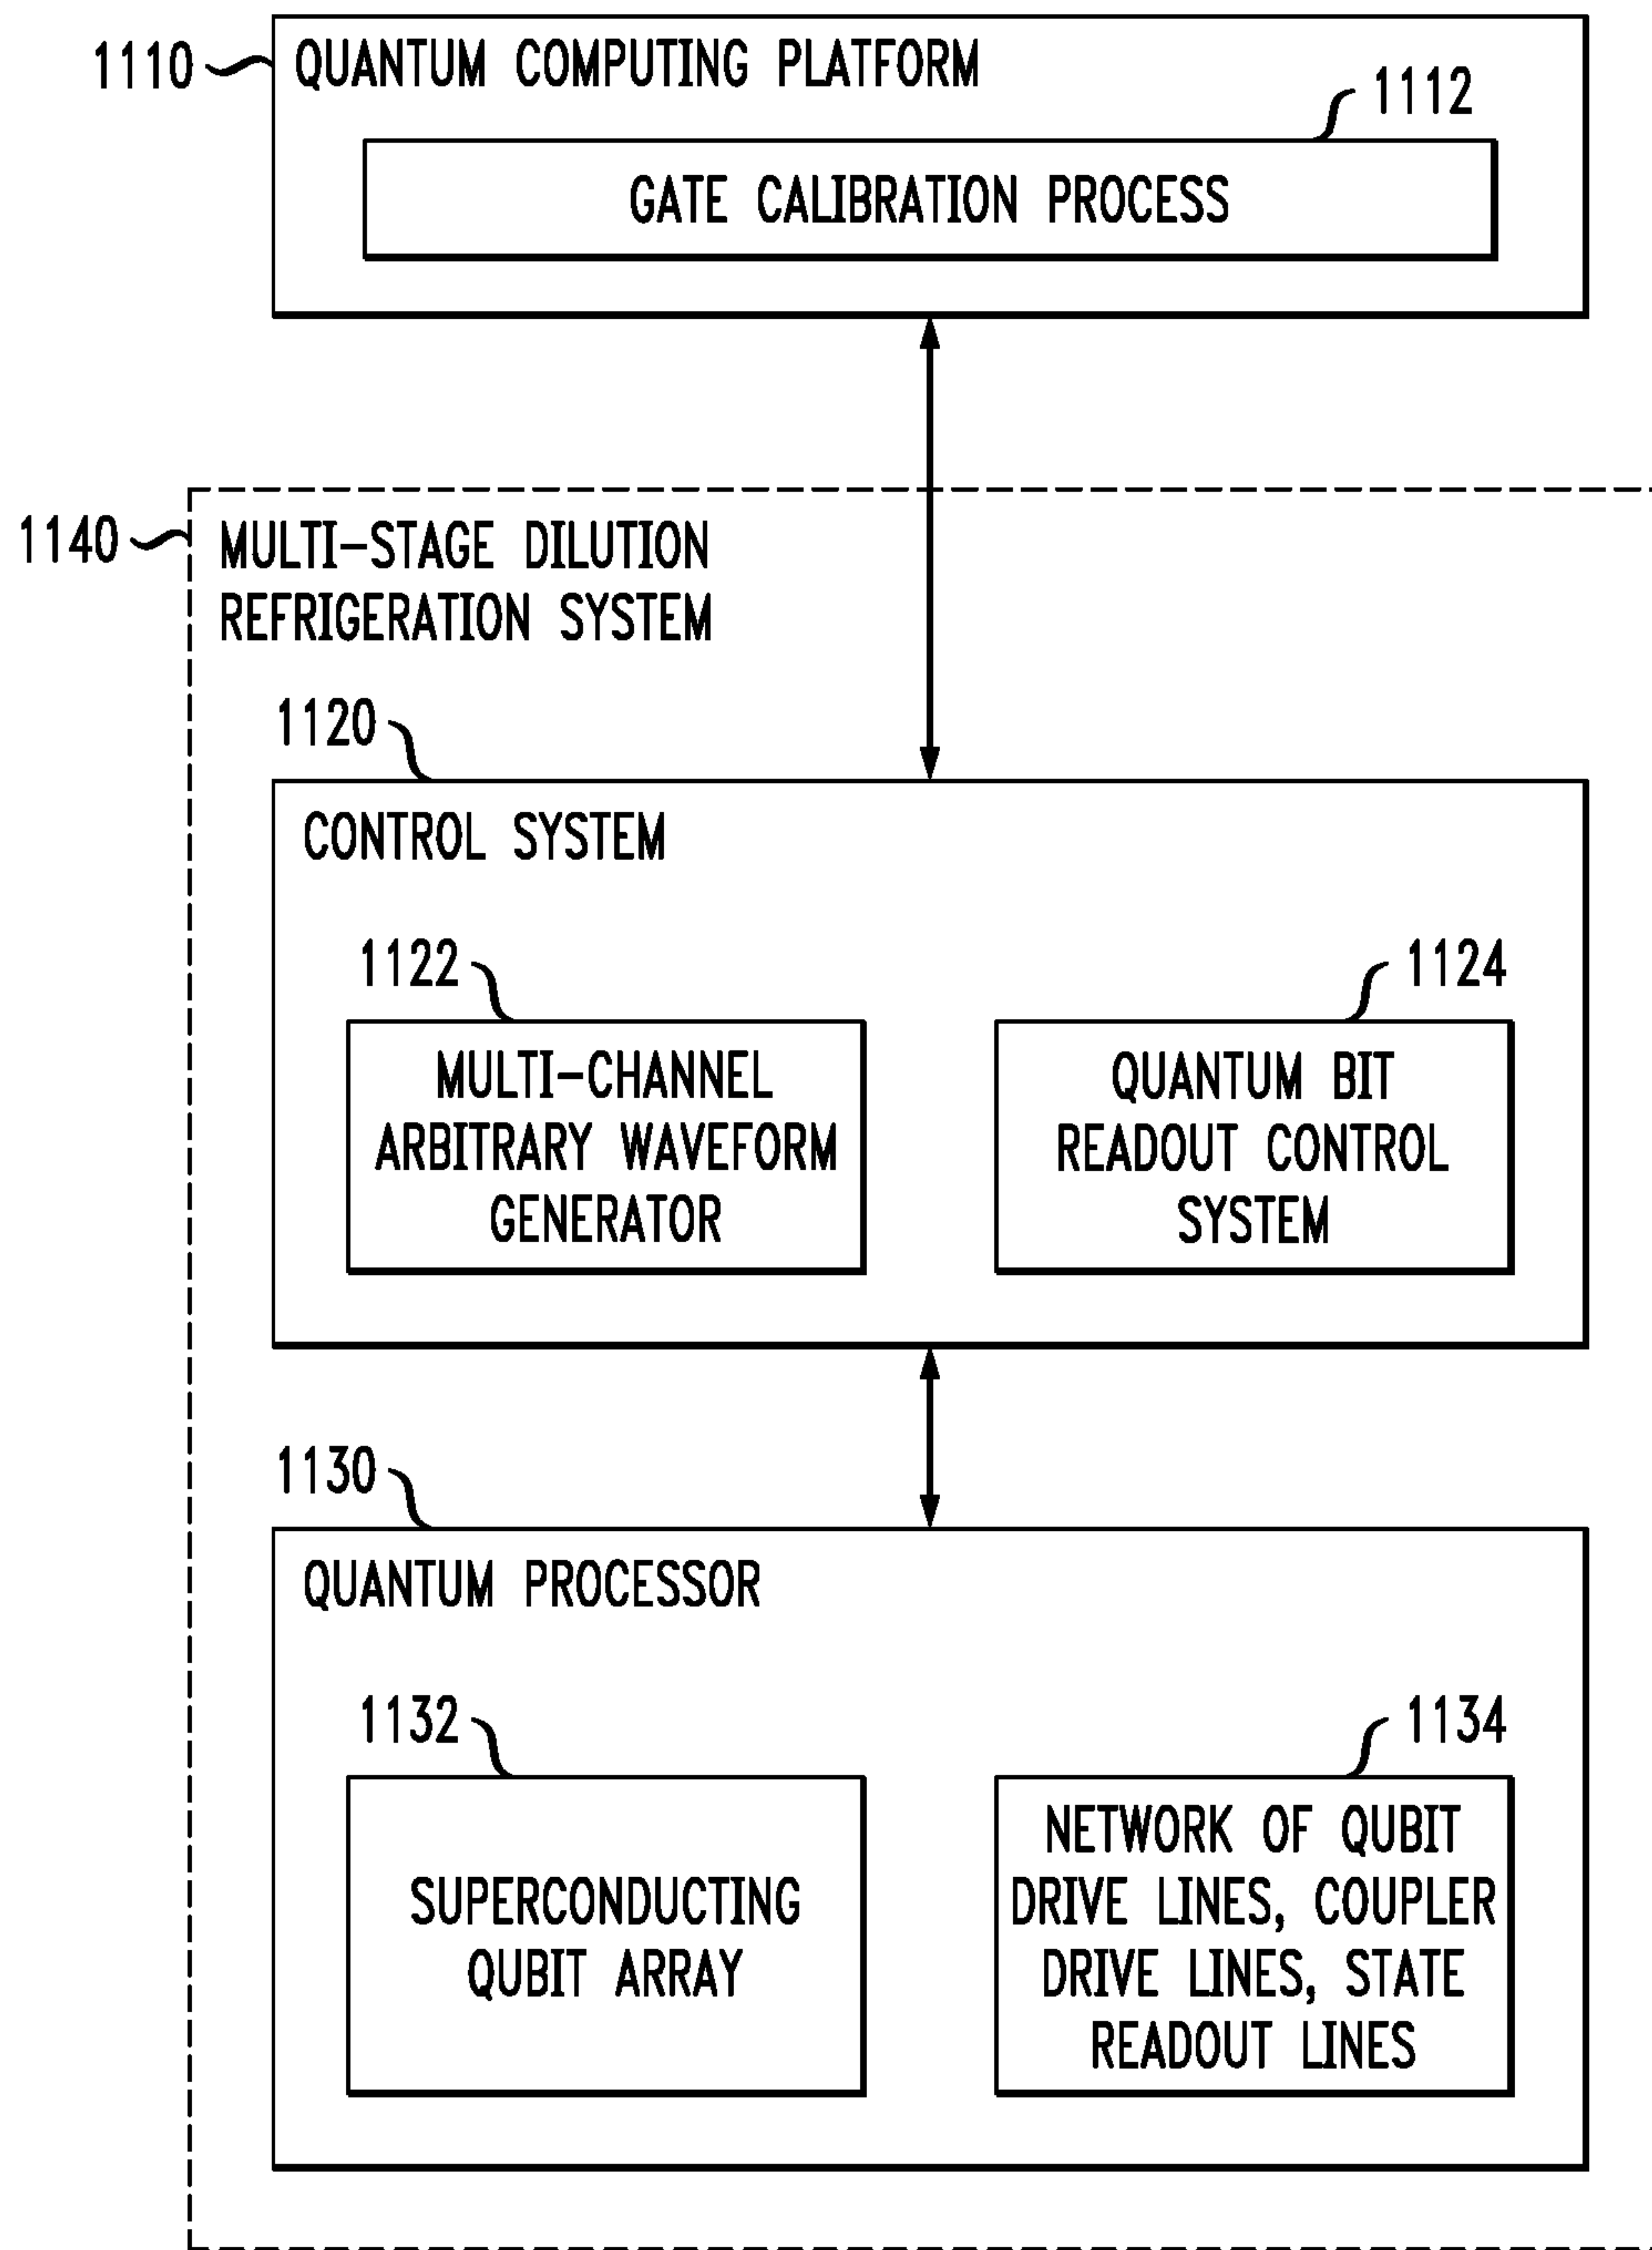 1110
QUANTUM COMPUTING PLATFORM
1112
GATE CALIBRATION PROCESS
1140
MULTI-STAGE DILUTION
REFRIGERATION SYSTEM
1120
CONTROL SYSTEM
1122
MULTI-CHANNEL
ARBITRARY WAVEFORM
GENERATOR
1124
QUANTUM BIT
READOUT CONTROL
SYSTEM
1130
QUANTUM PROCESSOR
1132
SUPERCONDUCTING
QUBIT ARRAY
1134
NETWORK OF QUBIT
DRIVE LINES, COUPLER
DRIVE LINES, STATE
READOUT LINES